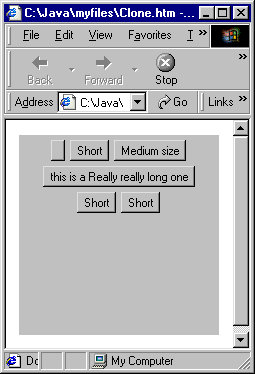 C:\Java\myfiles\Clone.htm -...
File Edit View Favorites T »
Back Forward » Stop
Address C:\Java\ Go Links »
Short Medium size
this is a Really really long one
Short Short
Dc My Computer